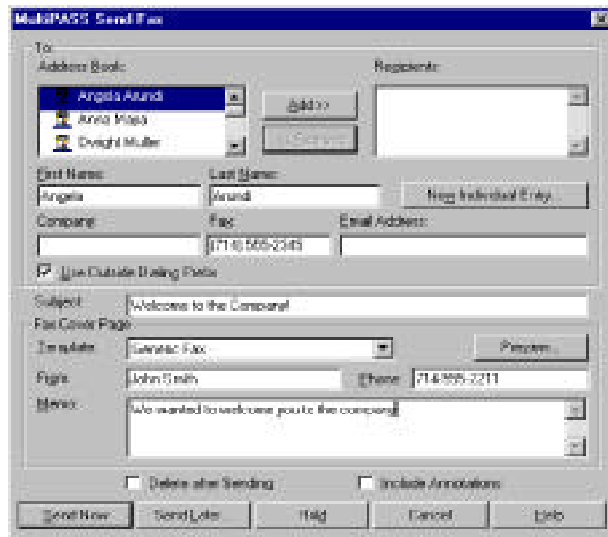 MultiPASS Send Fax
To
Address Book: Recipients:
Angela Arundi
Anna Mapa
Dwight Muller
Add >>
First Name: Last Name:
Angela Arundi
New Individual Entry...
Company: Fax: Email Address:
(714) 555-2345
Use Outside Dialing Prefix
Subject: Welcome to the Company!
Fax Cover Page
Template: Generic Fax Preview...
From: John Smith Phone: 714-555-2211
Memo: We wanted to welcome you to the company
Delete after Sending Include Annotations
Send Now Send Later... Hold Cancel Help